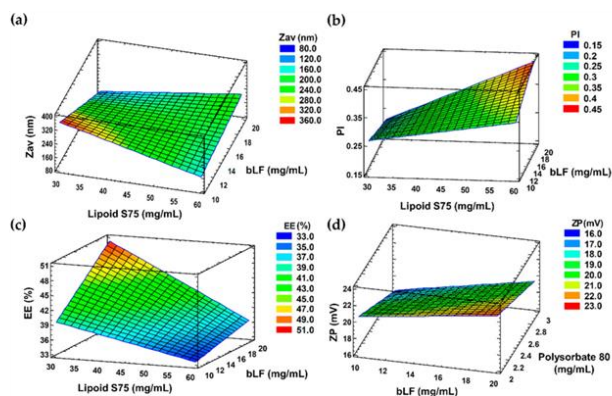 (a)
Zav (nm)
80.0
120.0
160.0
200.0
240.0
280.0
320.0
360.0
Zav (nm)
400
320
240
160
80
30 35 40 45 50 55 60
Lipoid S75 (mg/mL)
10 12 14 16 18 20
bLF (mg/mL)
(b)
PI
0.15
0.2
0.25
0.3
0.35
0.4
0.45
PI
0.45
0.35
0.25
0.15
30 35 40 45 50 55 60
Lipoid S75 (mg/mL)
10 12 14 16 18 20
bLF (mg/mL)
(c)
EE (%)
33.0
35.0
37.0
39.0
41.0
43.0
45.0
47.0
49.0
51.0
EE (%)
51
48
45
42
39
36
33
30 35 40 45 50 55 60
Lipoid S75 (mg/mL)
10 12 14 16 18 20
bLF (mg/mL)
(d)
ZP (mV)
16.0
17.0
18.0
19.0
20.0
21.0
22.0
23.0
ZP (mV)
24
22
20
18
16
10 12 14 16 18 20
bLF (mg/mL)
2 2.2 2.4 2.6 2.8 3
Polysorbate 80
(mg/mL)